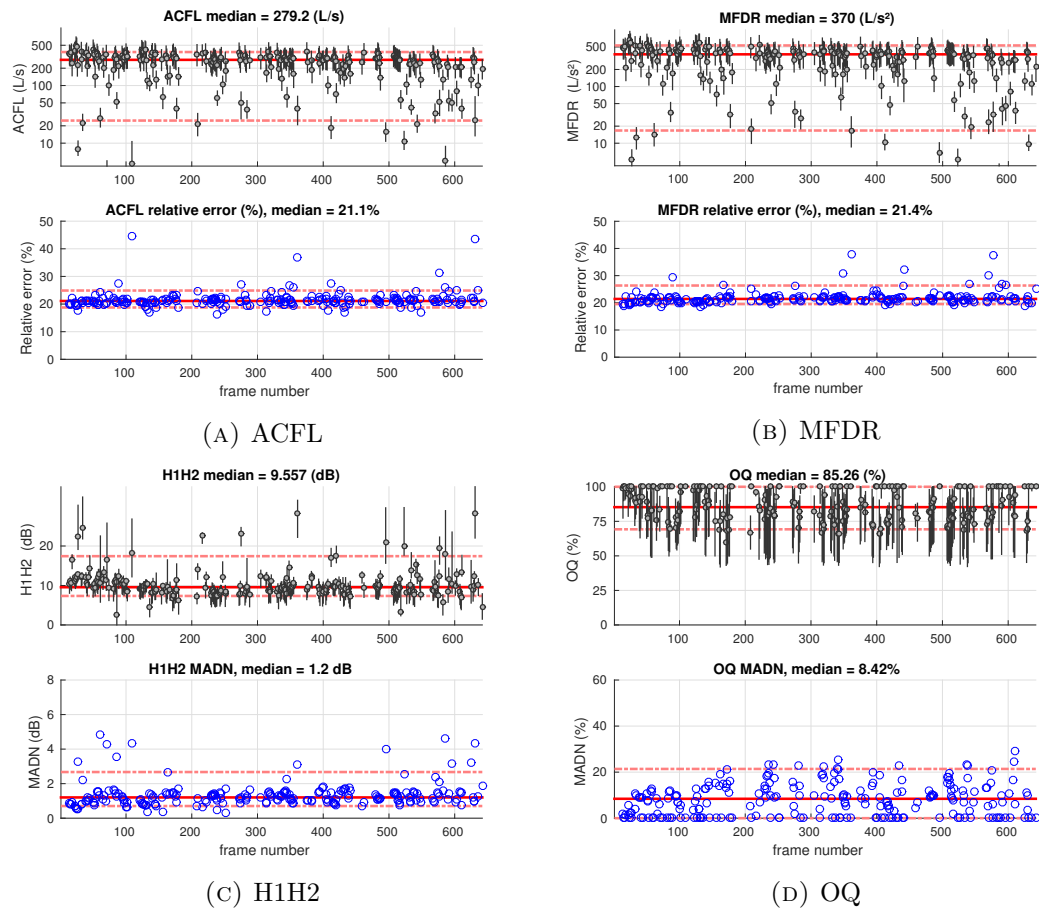 ACFL median = 279.2 (L/s)
ACFL (L/s)
500
200
100
50
20
10
100 200 300 400 500 600
ACFL relative error (%), median = 21.1%
Relative error (%)
50
40
30
20
10
0
100 200 300 400 500 600
frame number
(A) ACFL
MFDR median = 370 (L/s²)
MFDR (L/s²)
500
200
100
50
20
10
100 200 300 400 500 600
MFDR relative error (%), median = 21.4%
Relative error (%)
50
40
30
20
10
0
100 200 300 400 500 600
frame number
(B) MFDR
H1H2 median = 9.557 (dB)
H1H2 (dB)
20
10
0
100 200 300 400 500 600
H1H2 MADN, median = 1.2 dB
MADN (dB)
8
6
4
2
0
100 200 300 400 500 600
frame number
(C) H1H2
OQ median = 85.26 (%)
OQ (%)
100
75
50
25
0
100 200 300 400 500 600
OQ MADN, median = 8.42%
MADN (%)
60
40
20
0
100 200 300 400 500 600
frame number
(D) OQ